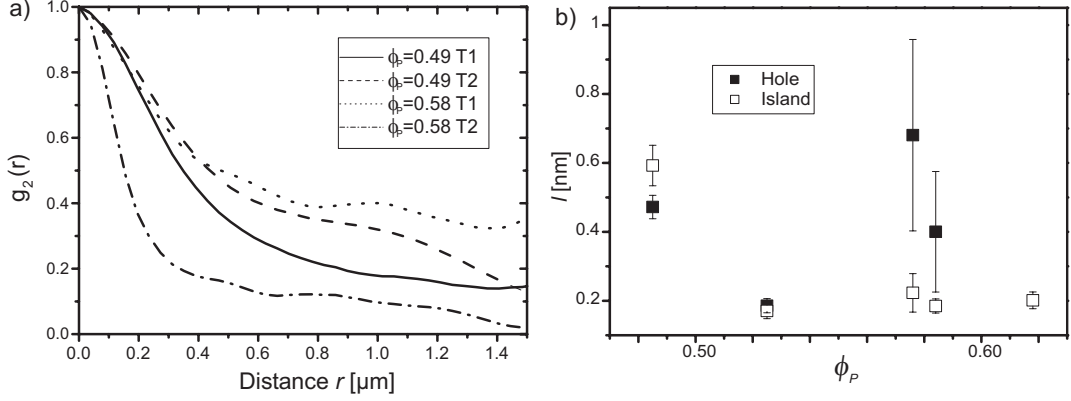 a)
1.0
0.8
0.6
0.4
0.2
0.0
g₂(r)
0.0 0.2 0.4 0.6 0.8 1.0 1.2 1.4
Distance r [µm]
ϕP=0.49 T1
ϕP=0.49 T2
ϕP=0.58 T1
ϕP=0.58 T2
b)
1
0.8
0.6
0.4
0.2
l [nm]
0.50 0.60
ϕP
Hole
Island